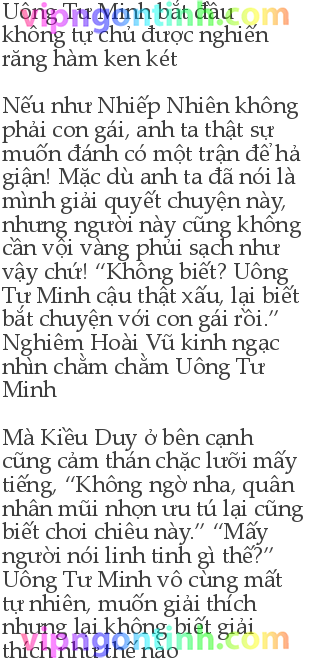 Uông Tư Minh bắt đầu
vipngontinh.com
không tự chủ được nghiến
răng hàm ken két
Nếu như Nhiếp Nhiên không
phải con gái, anh ta thật sự
muốn đánh có một trận để hả
giận! Mặc dù anh ta đã nói là
mình giải quyết chuyện này,
nhưng người này cũng không
cần vội vàng phủi sạch như
vậy chứ! “Không biết? Uông
Tư Minh cậu thật xấu, lại biết
bắt chuyện với con gái rồi.”
Nghiêm Hoài Vũ kinh ngạc
nhìn chằm chằm Uông Tư
Minh
Mà Kiều Duy ở bên cạnh
cũng cảm thán chặc lưỡi mấy
tiếng, “Không ngờ nha, quân
nhân mũi nhọn ưu tú lại cũng
biết chơi chiêu này.” “Mấy
người nói linh tinh gì thế?”
Uông Tư Minh vô cùng mất
tự nhiên, muốn giải thích
nhưng lại không biết giải
vipngontinh.com
thích như thế nào